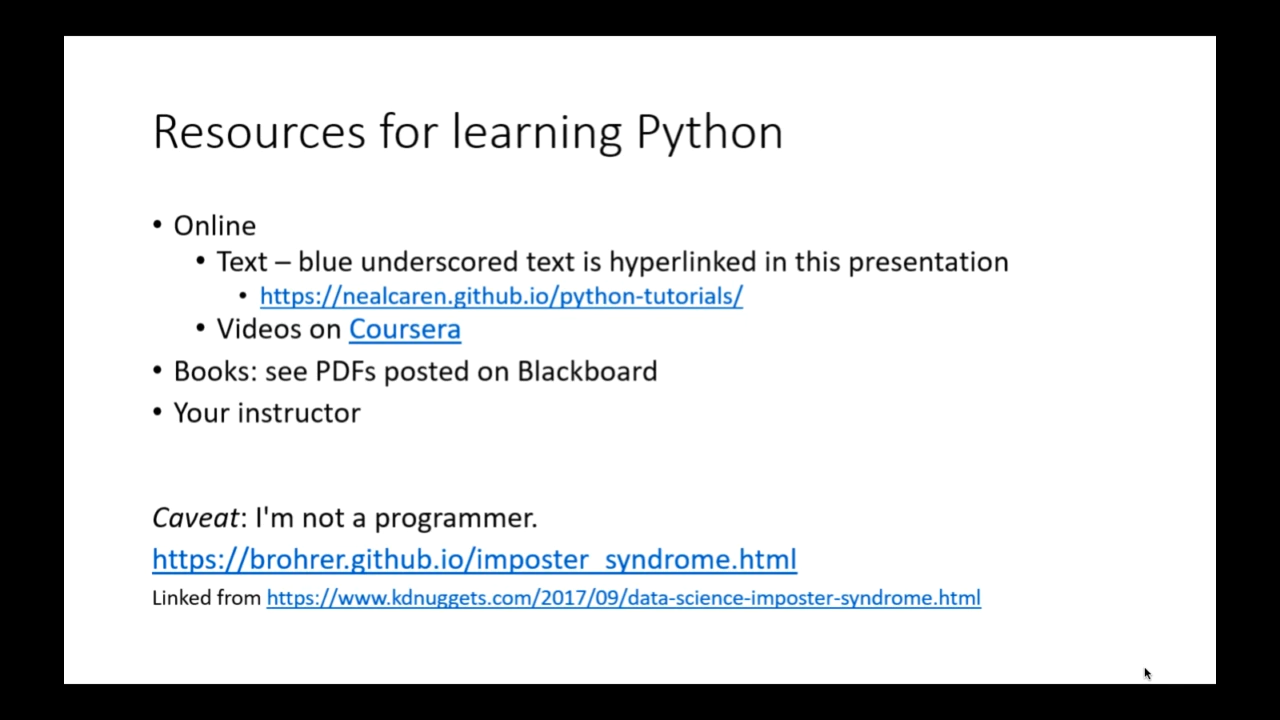 Resources for learning Python
• Online
• Text – blue underscored text is hyperlinked in this presentation
• https://nealcaren.github.io/python-tutorials/
• Videos on Coursera
• Books: see PDFs posted on Blackboard
• Your instructor
Caveat: I'm not a programmer.
https://brohrer.github.io/imposter_syndrome.html
Linked from https://www.kdnuggets.com/2017/09/data-science-imposter-syndrome.html